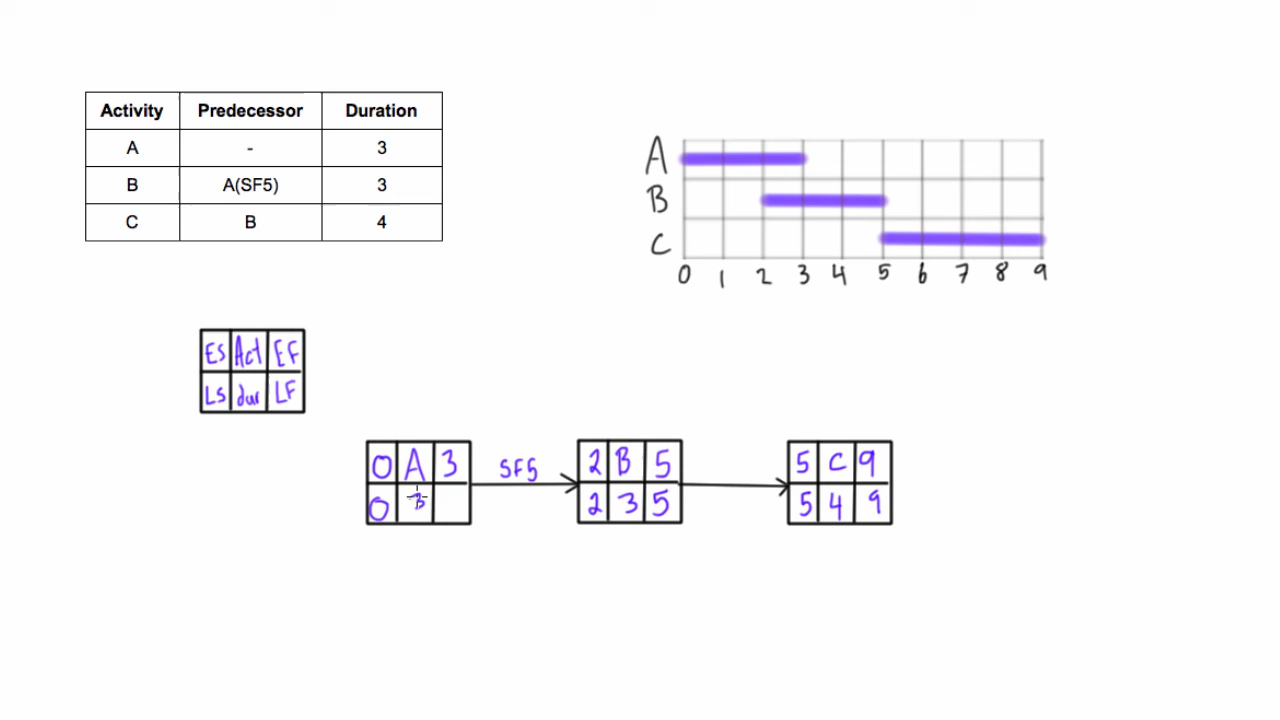 Activity Predecessor Duration
A - 3
B A(SF5) 3
C B 4
A
B
C
0 1 2 3 4 5 6 7 8 9
ES Act EF
LS dur LF
0 A 3
0 3
SF5
2 B 5
2 3 5
5 C 9
5 4 9